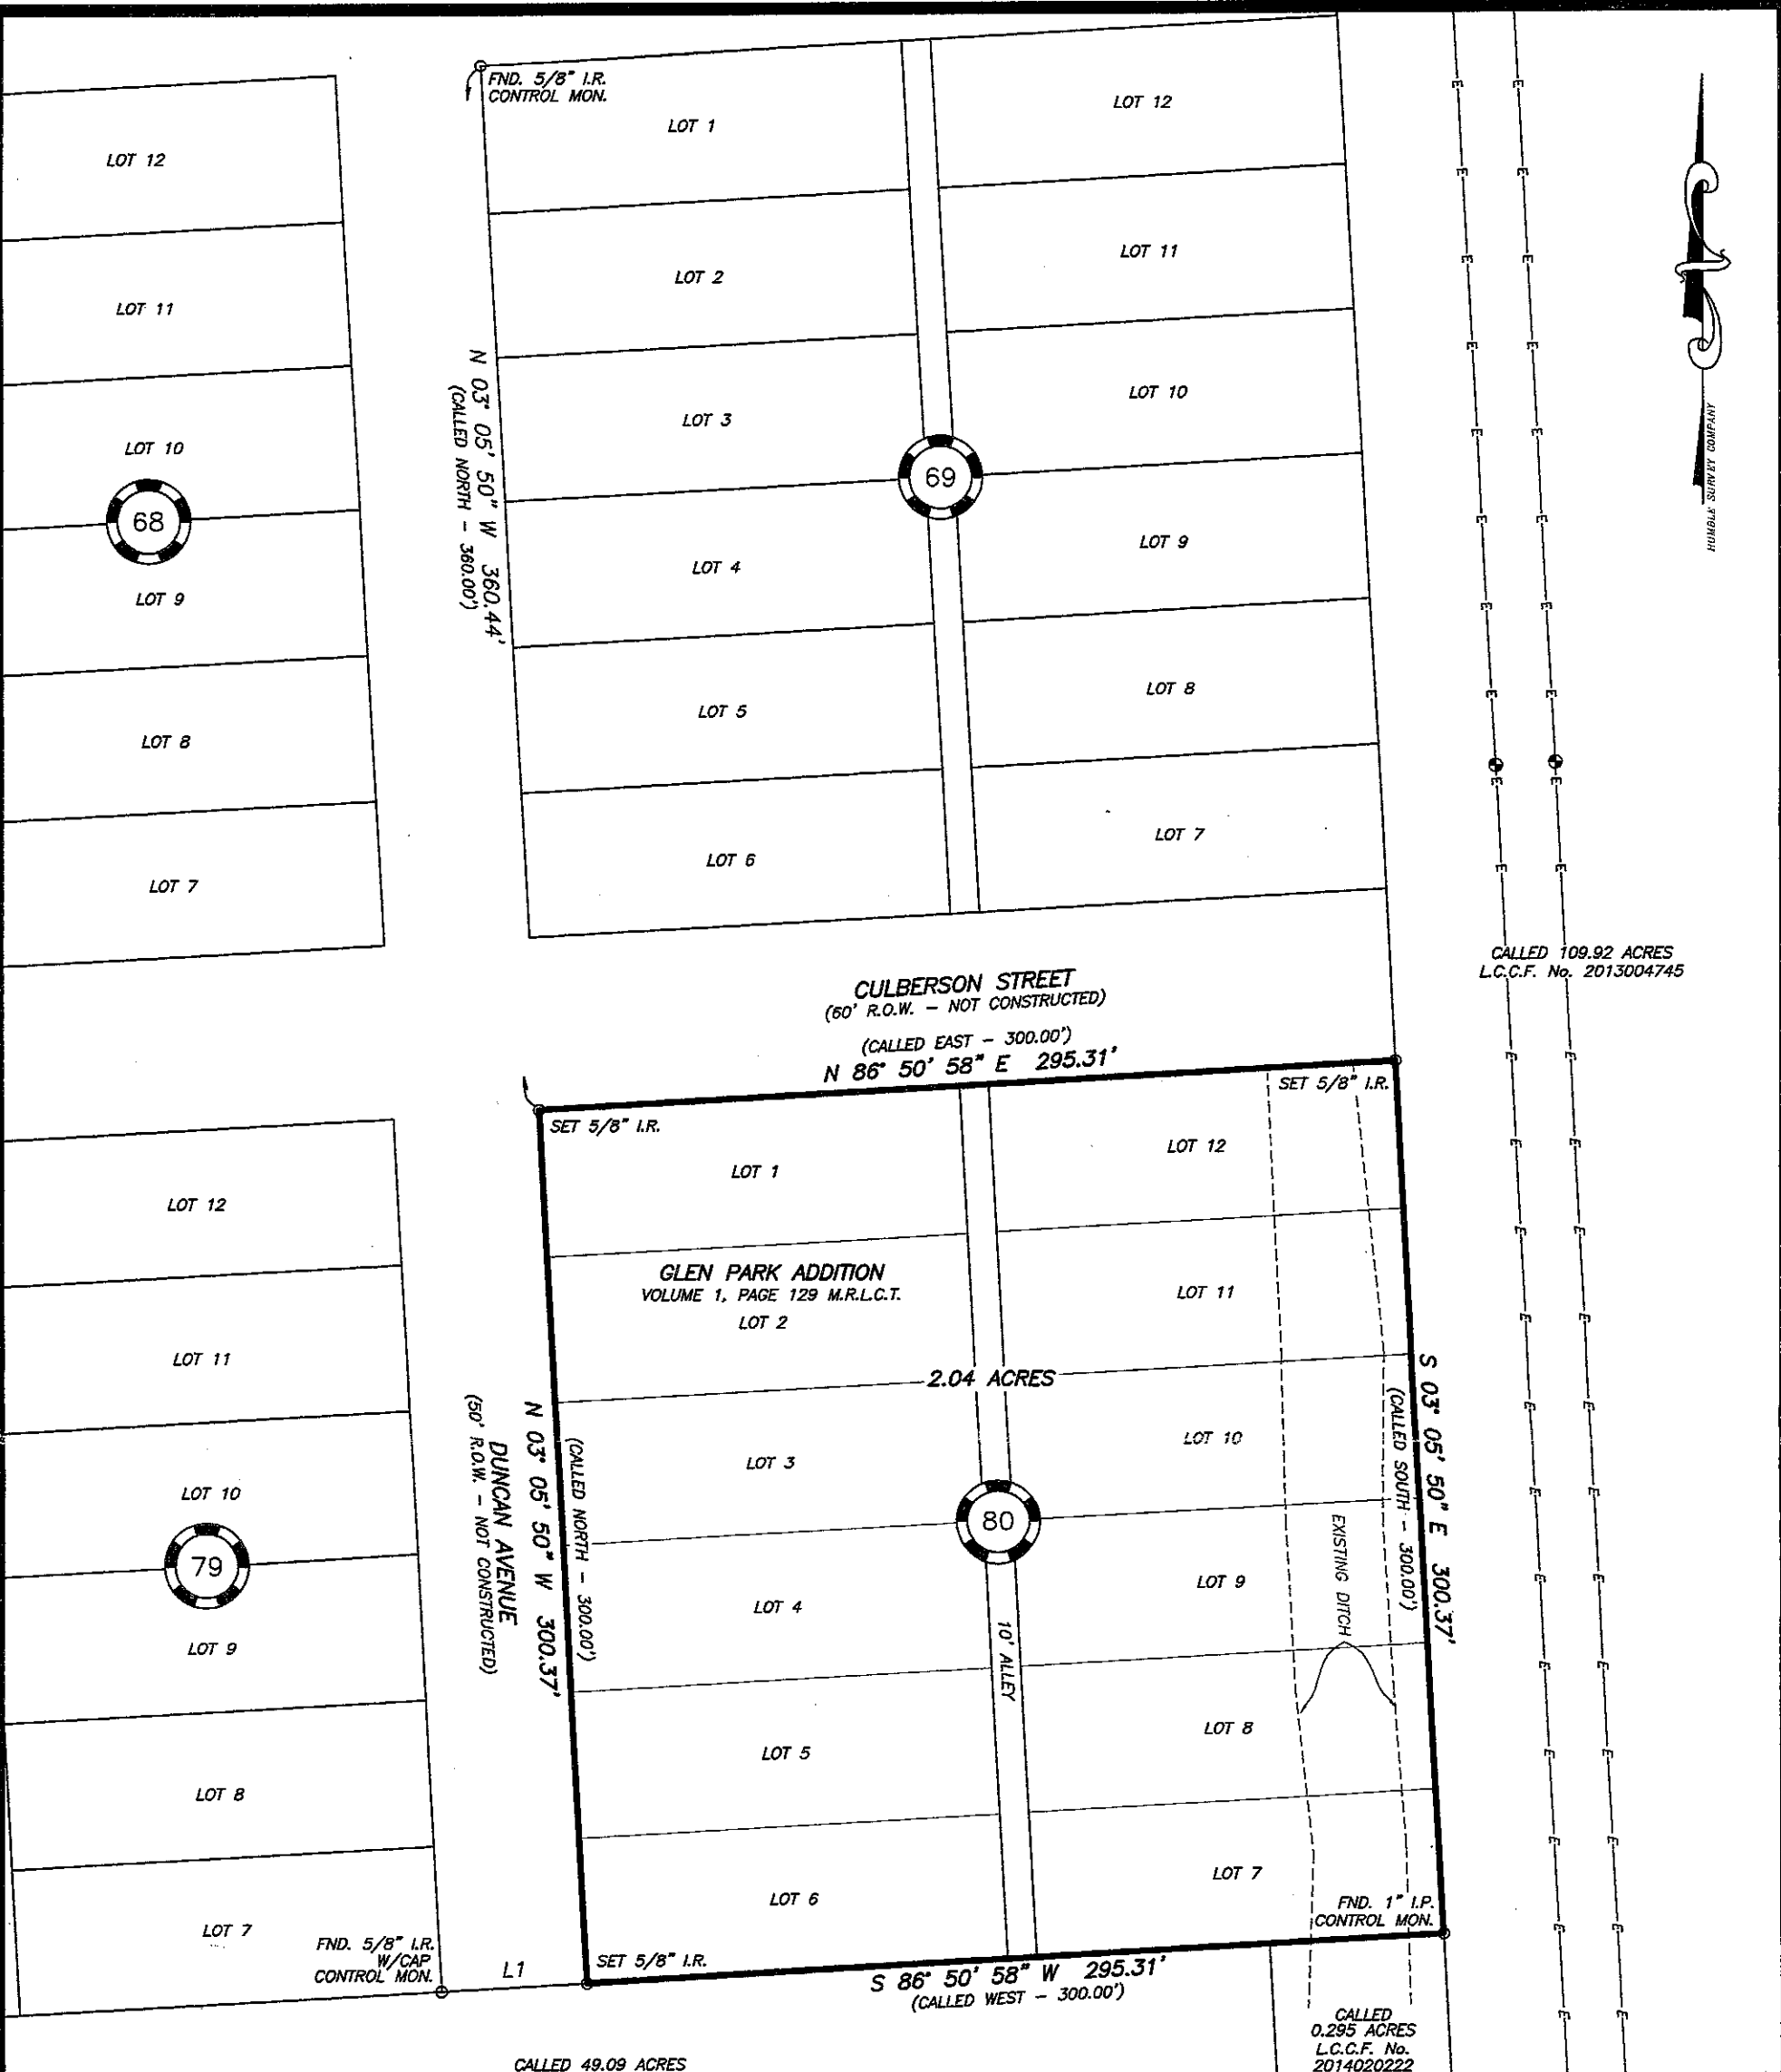 FND. 5/8" I.R.
CONTROL MON.
LOT 12
LOT 11
LOT 10
68
LOT 9
LOT 8
LOT 7
N 03° 05' 50" W 360.44'
(CALLED NORTH - 360.00')
LOT 1
LOT 2
LOT 3
LOT 4
LOT 5
LOT 6
69
LOT 12
LOT 11
LOT 10
LOT 9
LOT 8
LOT 7
E E E E E E E E E E E E E E E E E E E E E E
E E E E E E E E E E E E E E E E E E E E E E
HUMBLE SURVEY COMPANY
CALLED 109.92 ACRES
L.C.C.F. No. 2013004745
CULBERSON STREET
(60' R.O.W. - NOT CONSTRUCTED)
(CALLED EAST - 300.00')
N 86° 50' 58" E 295.31'
SET 5/8" I.R.
SET 5/8" I.R.
LOT 12
LOT 11
LOT 10
79
LOT 9
LOT 8
LOT 7
DUNCAN AVENUE
(50' R.O.W. - NOT CONSTRUCTED)
N 03° 05' 50" W 300.37'
(CALLED NORTH - 300.00')
LOT 1
GLEN PARK ADDITION
VOLUME 1, PAGE 129 M.R.L.C.T.
LOT 2
2.04 ACRES
LOT 3
LOT 4
LOT 5
LOT 6
80
10' ALLEY
LOT 12
LOT 11
LOT 10
LOT 9
LOT 8
LOT 7
EXISTING DITCH
(CALLED SOUTH - 300.00')
S 03° 05' 50" E 300.37'
FND. 1" I.P.
CONTROL MON.
FND. 5/8" I.R.
W/CAP
CONTROL MON.
L1
SET 5/8" I.R.
S 86° 50' 58" W 295.31'
(CALLED WEST - 300.00')
CALLED
0.295 ACRES
L.C.C.F. No.
2014020222
CALLED 49.09 ACRES